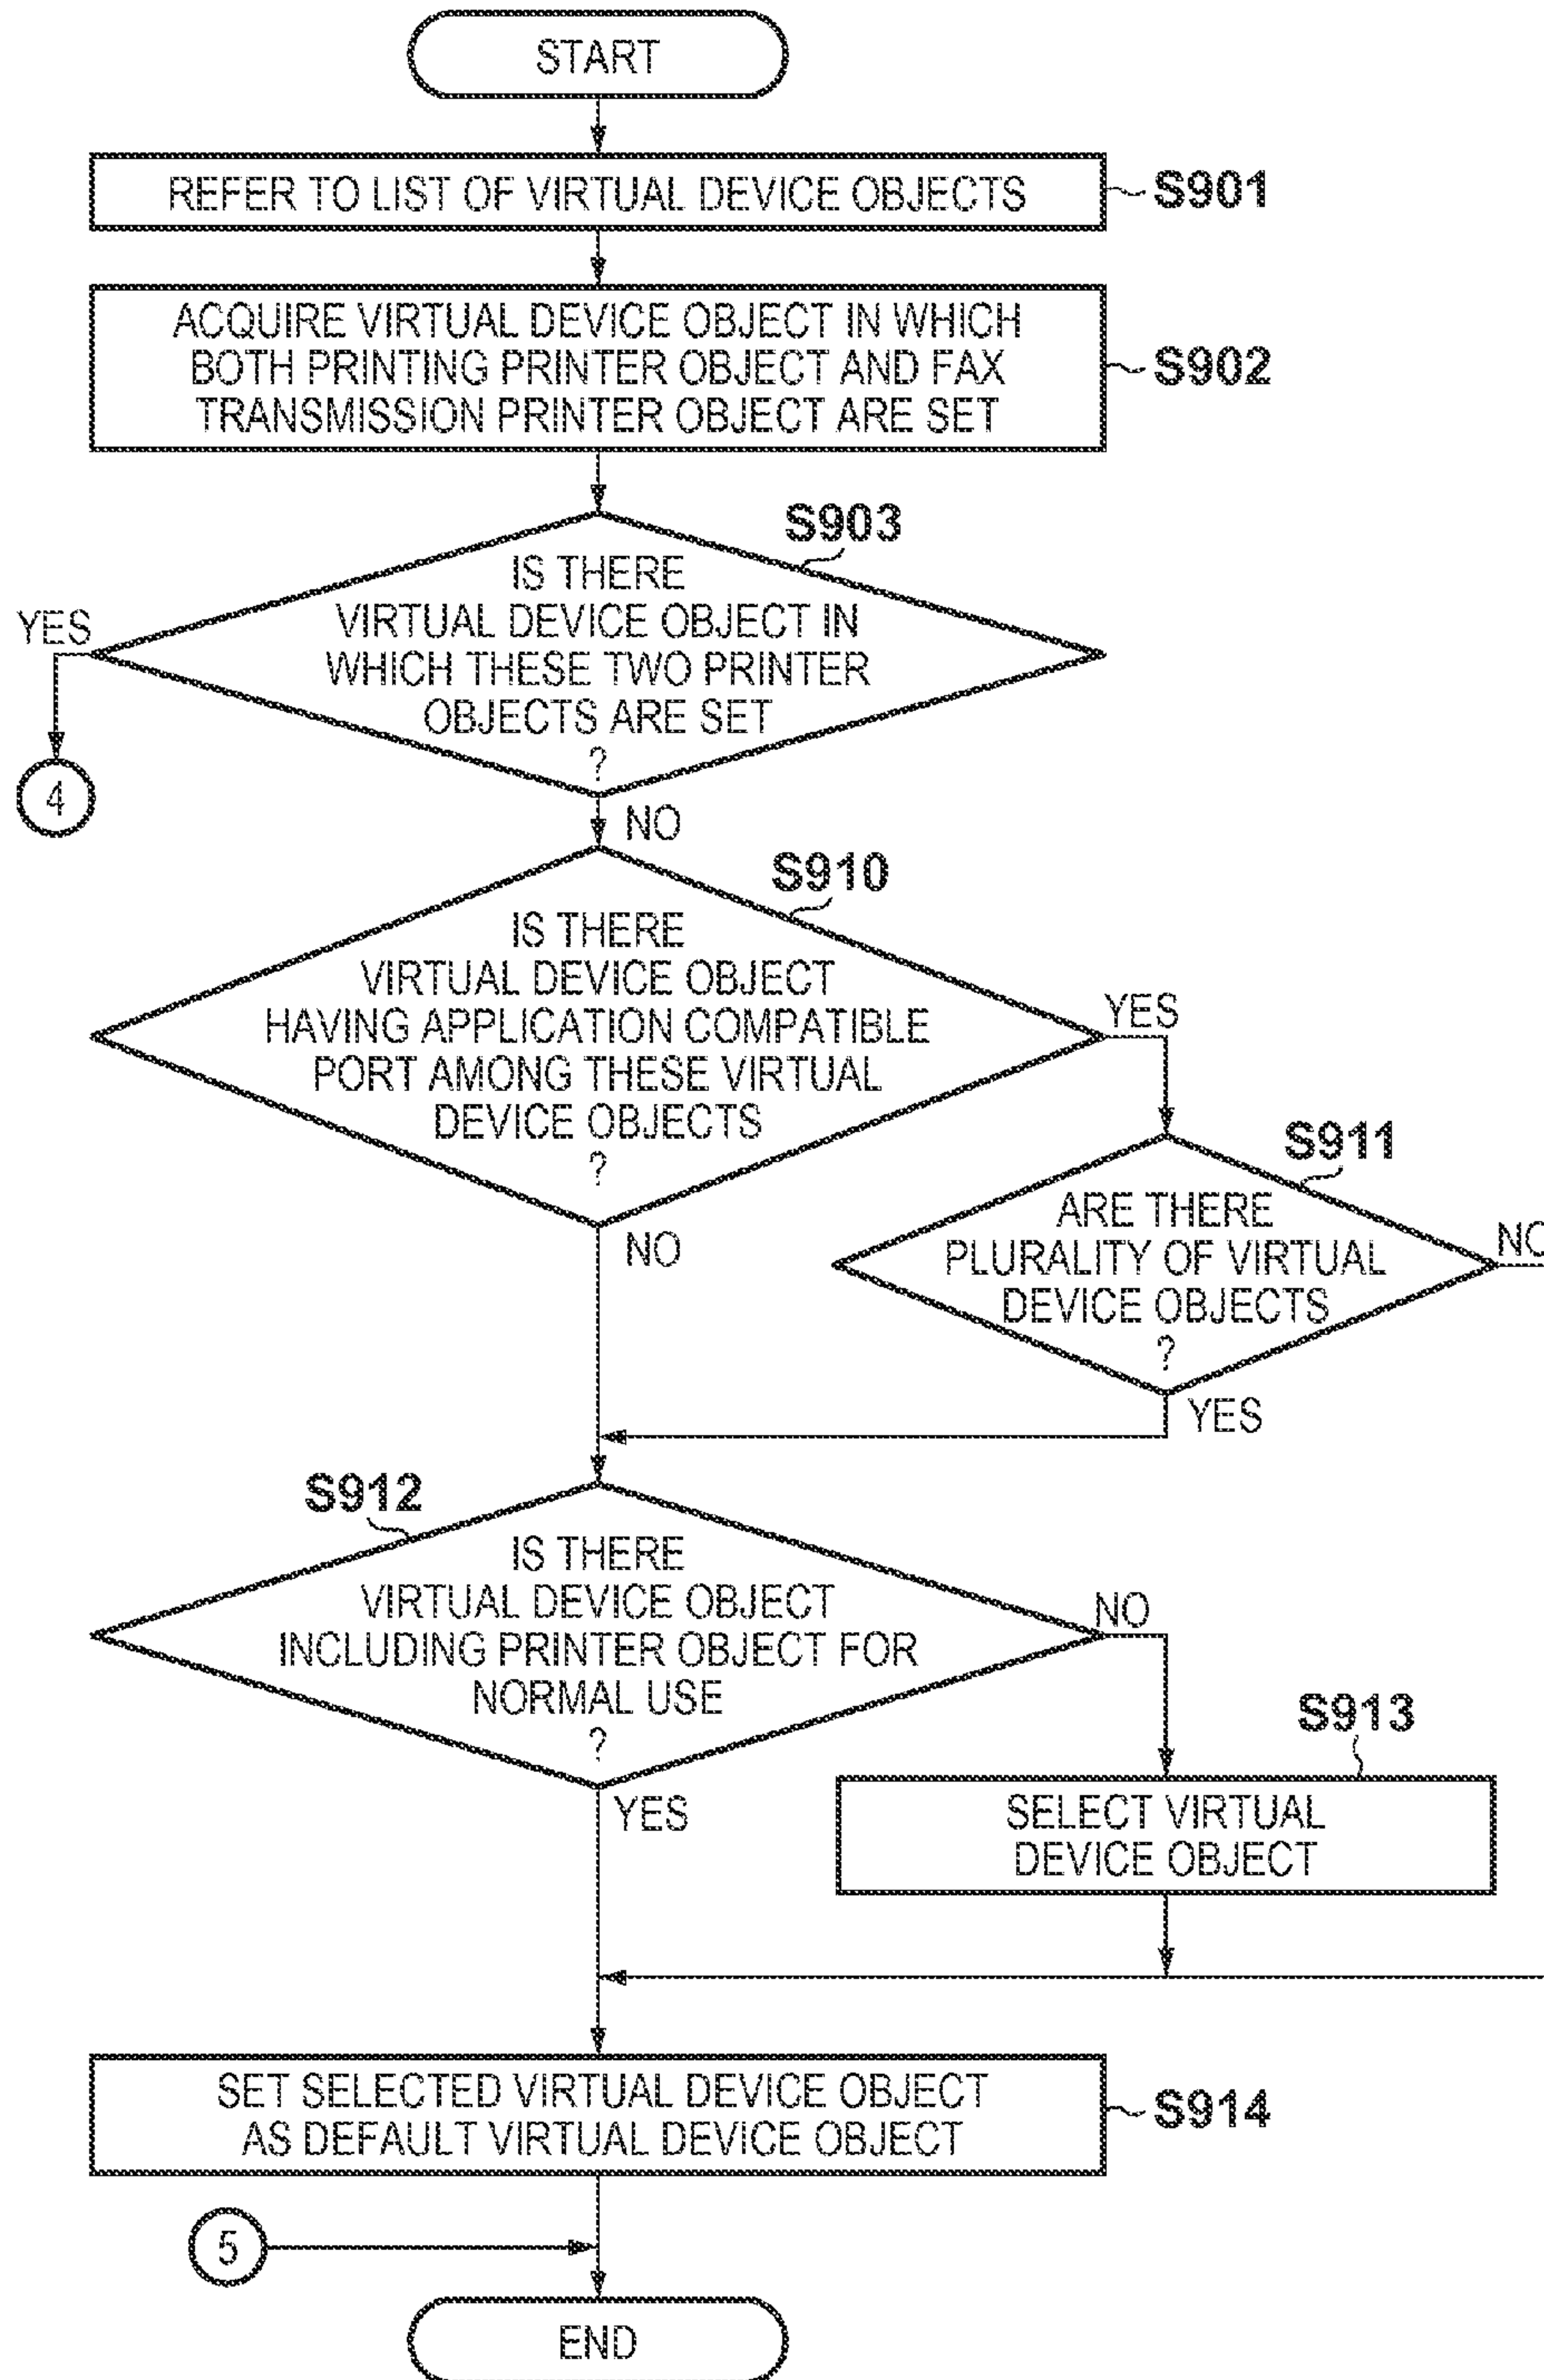 START
REFER TO LIST OF VIRTUAL DEVICE OBJECTS
S901
ACQUIRE VIRTUAL DEVICE OBJECT IN WHICH
BOTH PRINTING PRINTER OBJECT AND FAX
TRANSMISSION PRINTER OBJECT ARE SET
S902
S903
IS THERE
VIRTUAL DEVICE OBJECT IN
WHICH THESE TWO PRINTER
OBJECTS ARE SET
?
YES
4
NO
S910
IS THERE
VIRTUAL DEVICE OBJECT
HAVING APPLICATION COMPATIBLE
PORT AMONG THESE VIRTUAL
DEVICE OBJECTS
?
YES
NO
S911
ARE THERE
PLURALITY OF VIRTUAL
DEVICE OBJECTS
?
NO
YES
S912
IS THERE
VIRTUAL DEVICE OBJECT
INCLUDING PRINTER OBJECT FOR
NORMAL USE
?
NO
YES
S913
SELECT VIRTUAL
DEVICE OBJECT
SET SELECTED VIRTUAL DEVICE OBJECT
AS DEFAULT VIRTUAL DEVICE OBJECT
S914
5
END